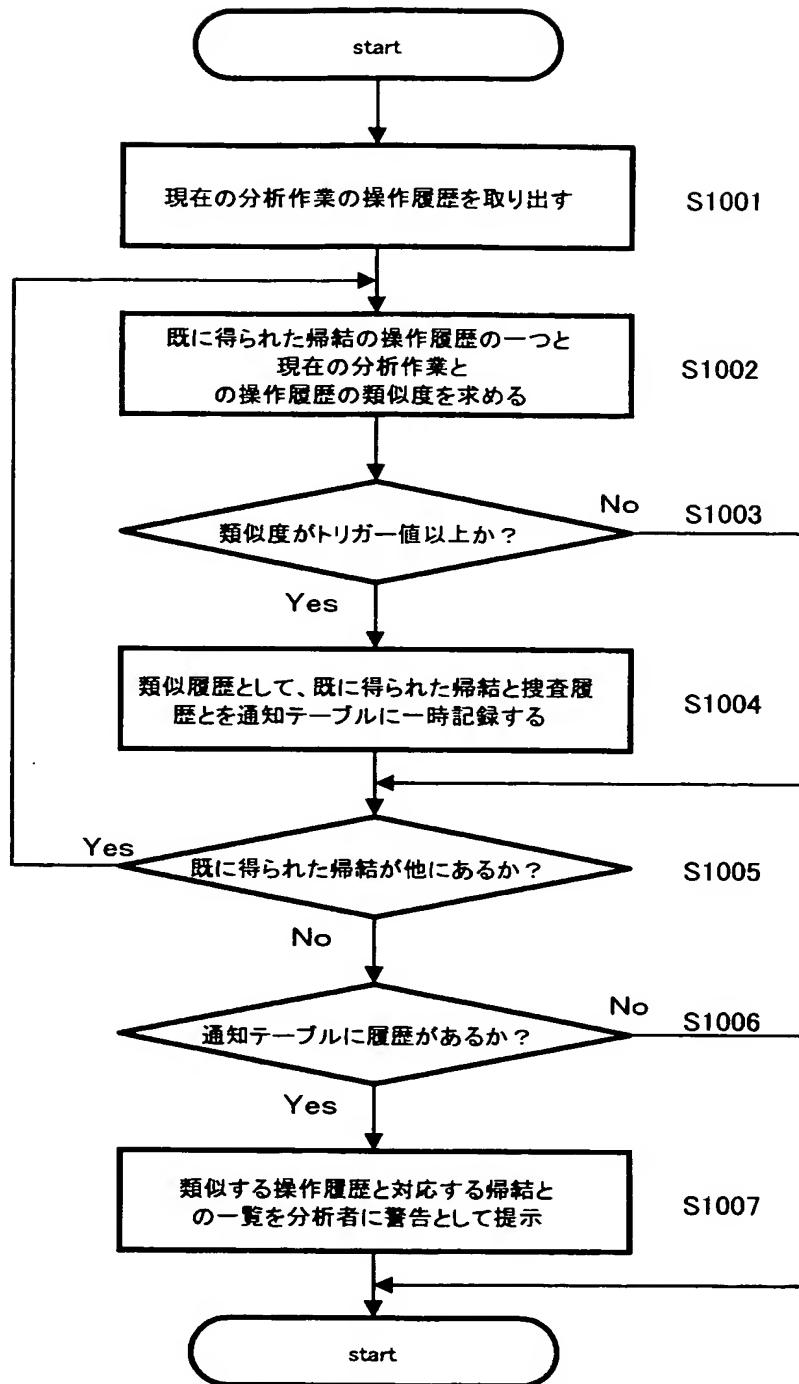 start
現在の分析作業の操作履歴を取り出す
S1001
既に得られた帰結の操作履歴の一つと
現在の分析作業と
の操作履歴の類似度を求める
S1002
類似度がトリガー値以上か?
No
S1003
Yes
類似履歴として、既に得られた帰結と捜査履
歴とを通知テーブルに一時記録する
S1004
Yes
既に得られた帰結が他にあるか?
S1005
No
通知テーブルに履歴があるか?
No
S1006
Yes
類似する操作履歴と対応する帰結と
の一覧を分析者に警告として提示
S1007
start